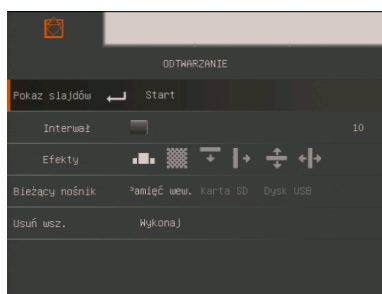 ODTWARZANIE
Pokaz slajdów Start
Interwał 10
Efekty
Bieżący nośnik Pamięć wew. Karta SD Dysk USB
Usuń wsz. Wykonaj